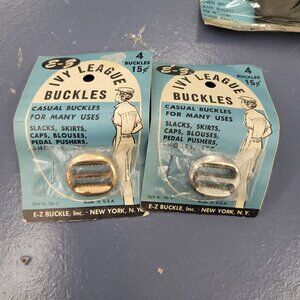 E-Z
IVY LEAGUE
BUCKLES
4
BUCKLES
15¢
CASUAL BUCKLES
FOR MANY USES
SLACKS, SKIRTS,
CAPS, BLOUSES,
PEDAL PUSHERS,
Made in U.S.A.
E-Z BUCKLE, Inc. · NEW YORK, N.Y.
E-Z
IVY LEAGUE
BUCKLES
4
BUCKLES
15¢
CASUAL BUCKLES
FOR MANY USES
SLACKS, SKIRTS,
CAPS, BLOUSES,
PEDAL PUSHERS,
Made in U.S.A.
E-Z BUCKLE, Inc. · NEW YORK, N.Y.